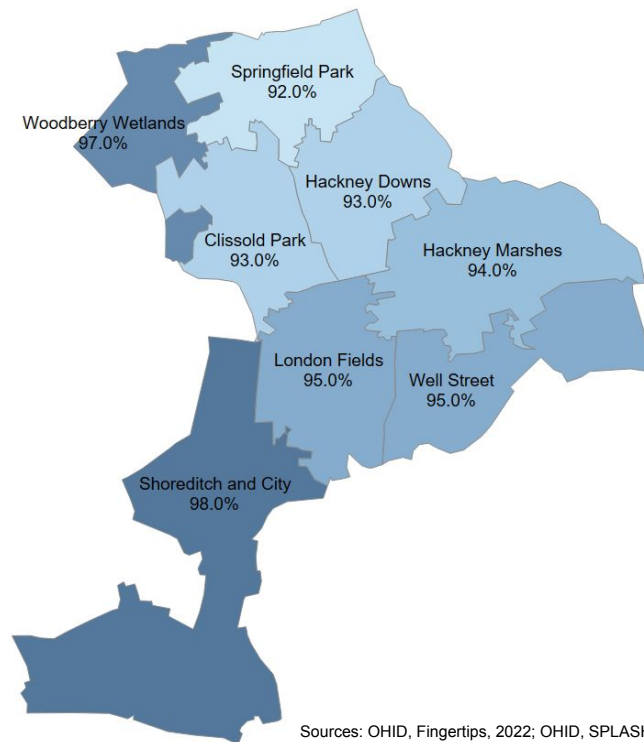 Springfield Park
92.0%
Woodberry Wetlands
97.0%
Hackney Downs
93.0%
Clissold Park
93.0%
Hackney Marshes
94.0%
London Fields
95.0%
Well Street
95.0%
Shoreditch and City
98.0%
Sources: OHID, Fingertips, 2022; OHID, SPLASH